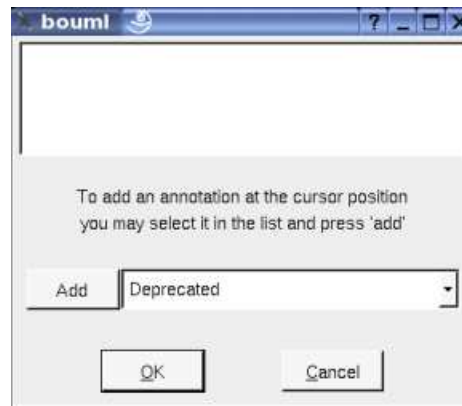 bouml
?
To add an annotation at the cursor position
you may select it in the list and press 'add'
Add
Deprecated
OK
Cancel